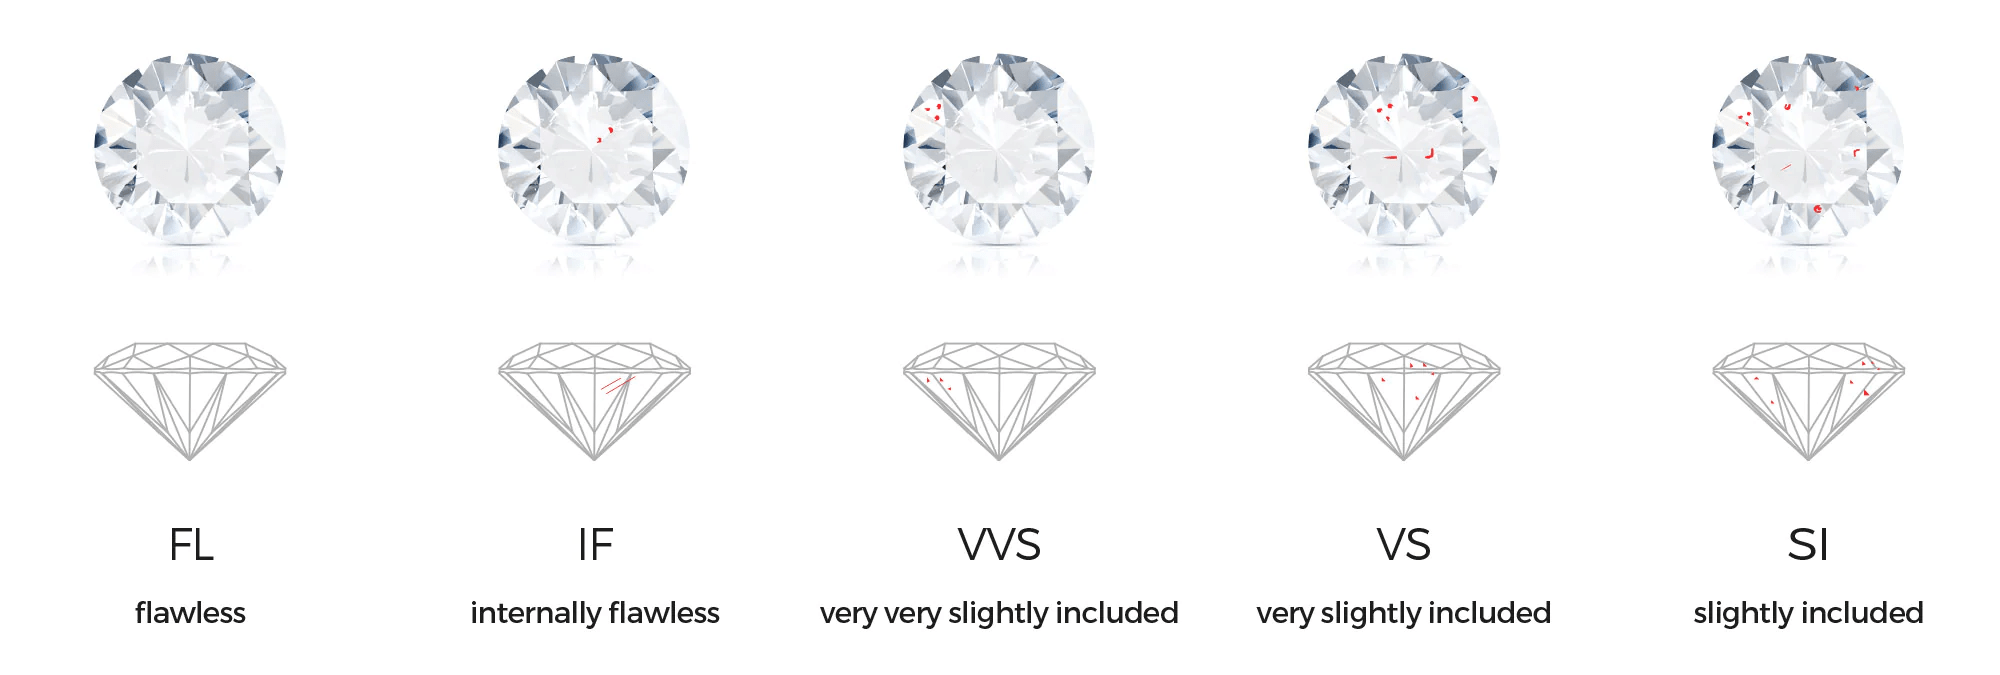 FL
flawless
IF
internally flawless
VVS
very very slightly included
VS
very slightly included
SI
slightly included